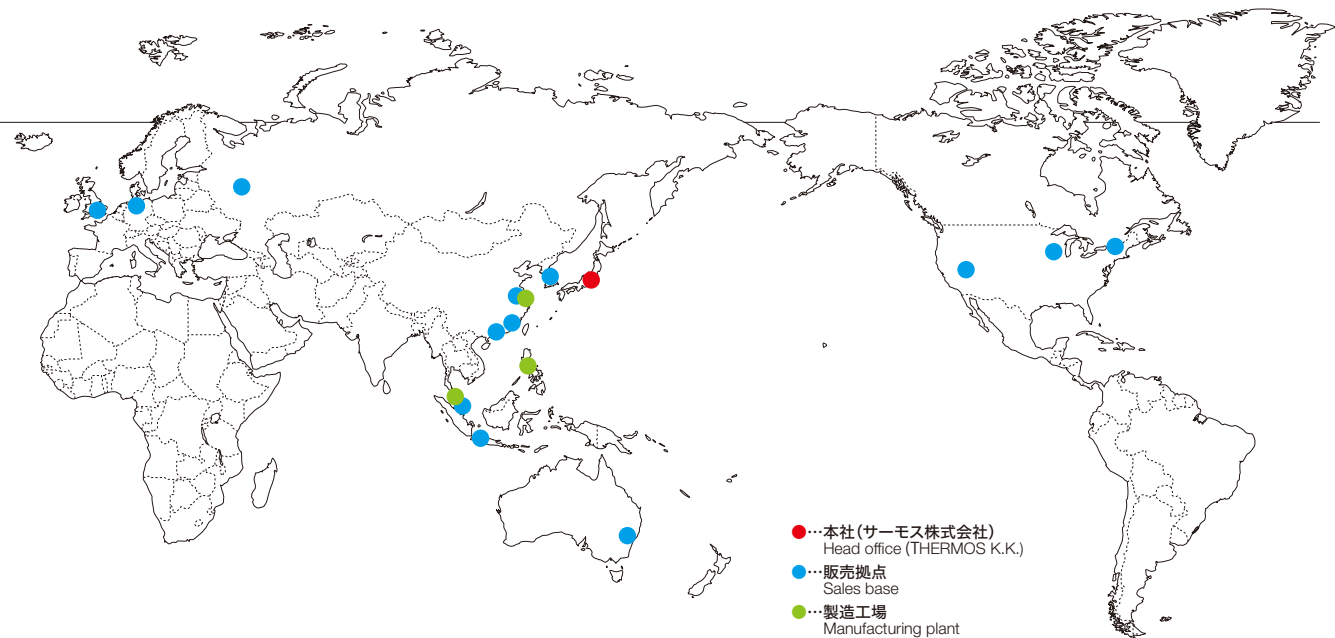 …本社（サーモス株式会社）
Head office (THERMOS K.K.)
…販売拠点
Sales base
…製造工場
Manufacturing plant